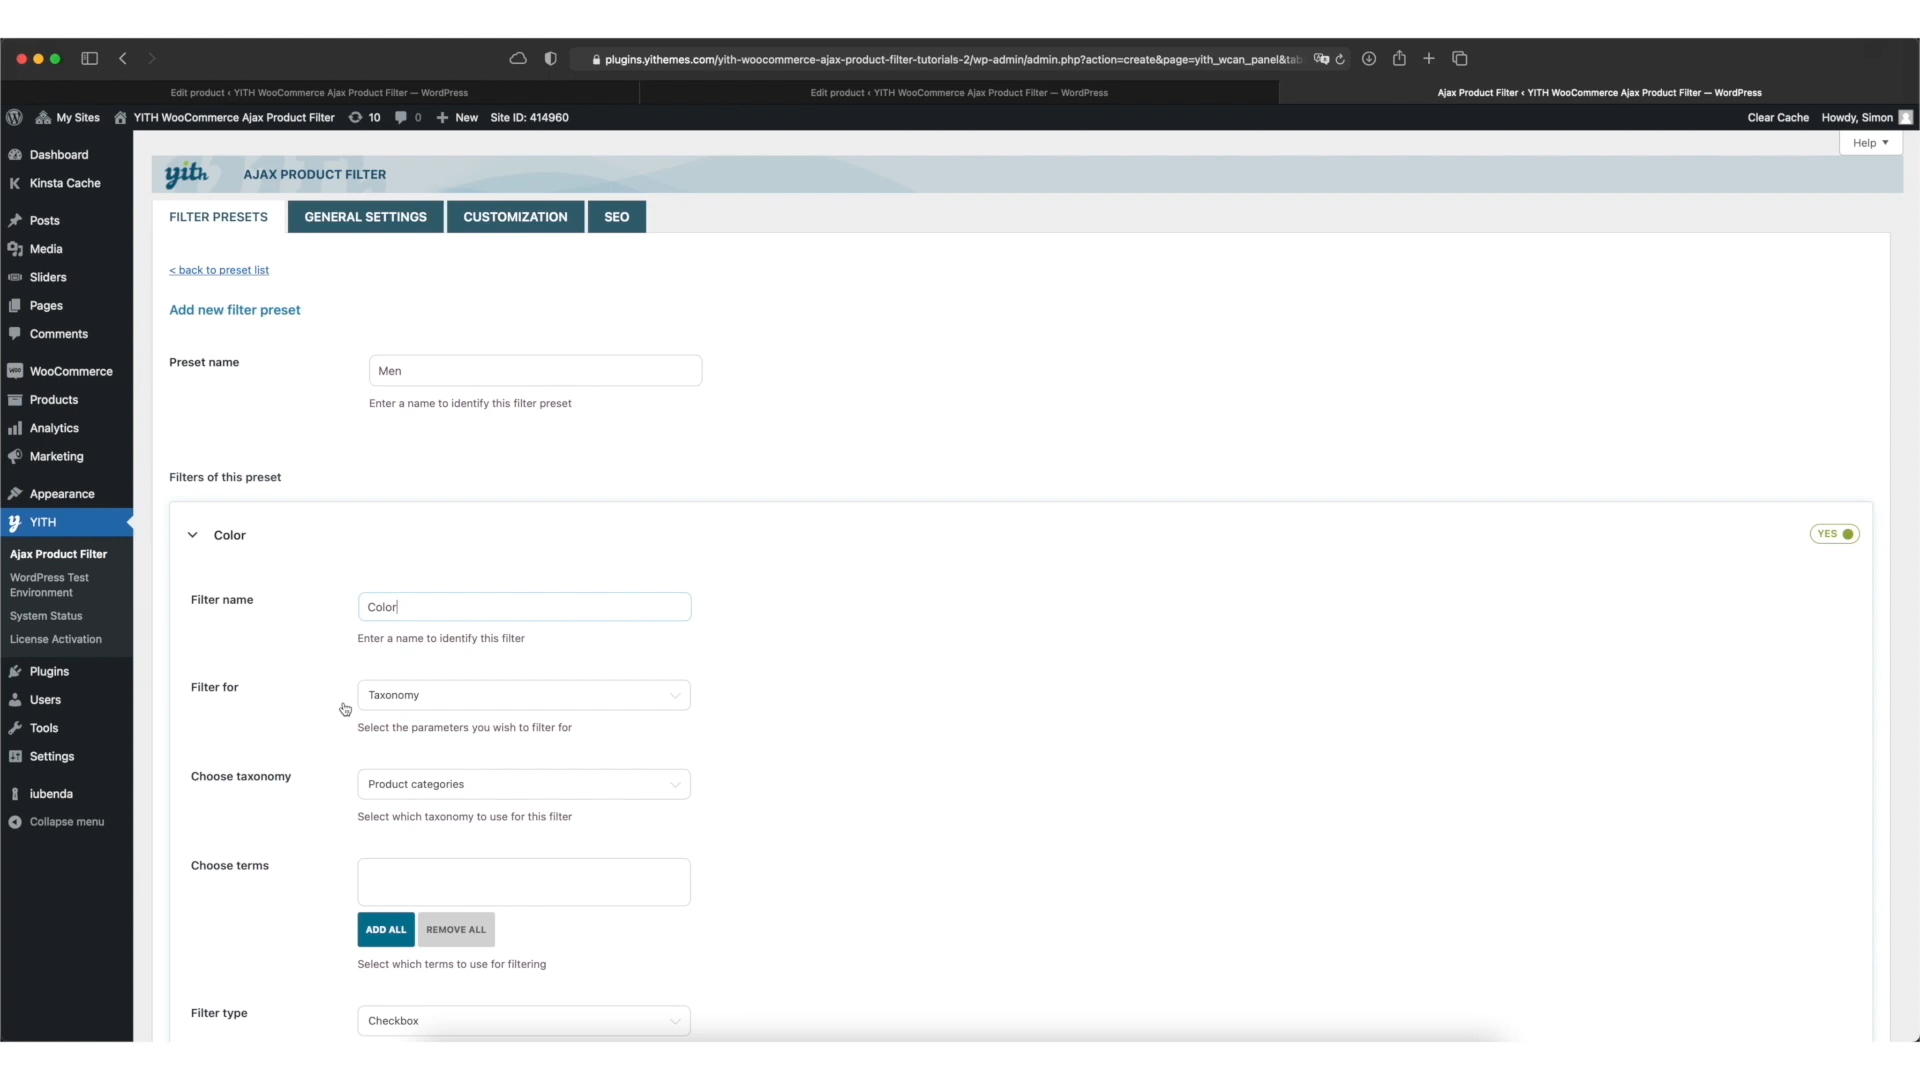 plugins.yithemes.com/yith-woocommerce-ajax-product-filter-tutorials-2/wp-admin/admin.php?action=create&page=yith_wcan_panel&tab
Edit product ‹ YITH WooCommerce Ajax Product Filter — WordPress
Edit product ‹ YITH WooCommerce Ajax Product Filter — WordPress
Ajax Product Filter ‹ YITH WooCommerce Ajax Product Filter — WordPress
My Sites
YITH WooCommerce Ajax Product Filter
10
0
New
Site ID: 414960
Clear Cache
Howdy, Simon
Help
Dashboard
Kinsta Cache
Posts
Media
Sliders
Pages
Comments
WooCommerce
Products
Analytics
Marketing
Appearance
YITH
Ajax Product Filter
WordPress Test
Environment
System Status
License Activation
Plugins
Users
Tools
Settings
iubenda
Collapse menu
yith
AJAX PRODUCT FILTER
FILTER PRESETS
GENERAL SETTINGS
CUSTOMIZATION
SEO
< back to preset list
Add new filter preset
Preset name
Men
Enter a name to identify this filter preset
Filters of this preset
Color
YES
Filter name
Color
Enter a name to identify this filter
Filter for
Taxonomy
Select the parameters you wish to filter for
Choose taxonomy
Product categories
Select which taxonomy to use for this filter
Choose terms
ADD ALL
REMOVE ALL
Select which terms to use for filtering
Filter type
Checkbox